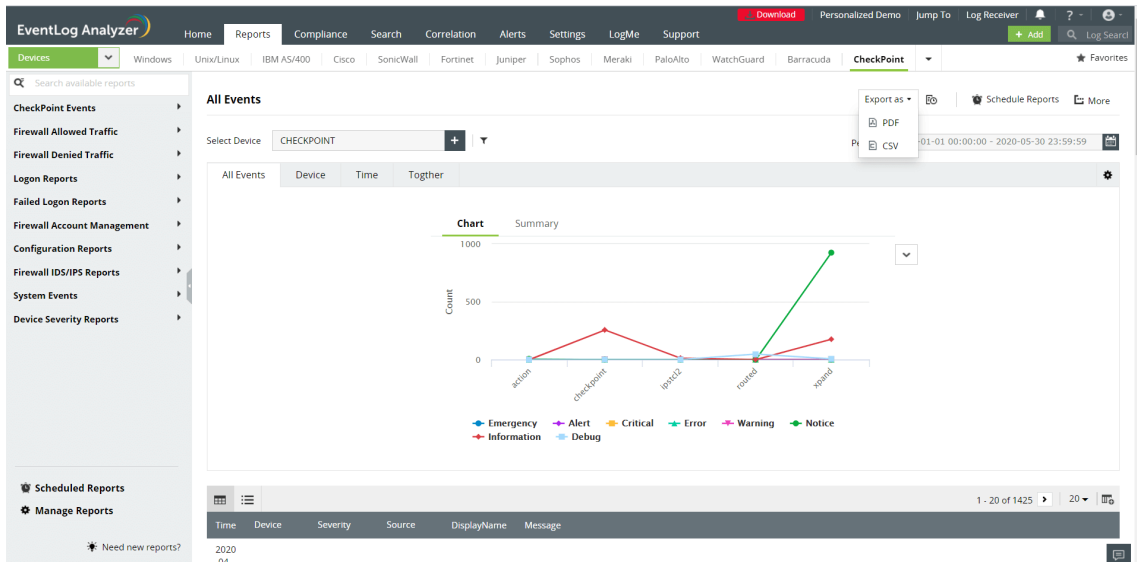 Download Personalized Demo Jump To Log Receiver ?
EventLog Analyzer Home Reports Compliance Search Correlation Alerts Settings LogMe Support + Add Log Searcl
Devices Windows Unix/Linux IBM AS/400 Cisco SonicWall Fortinet Juniper Sophos Meraki PaloAlto WatchGuard Barracuda CheckPoint Favorites
Search available reports
CheckPoint Events
Firewall Allowed Traffic
Firewall Denied Traffic
Logon Reports
Failed Logon Reports
Firewall Account Management
Configuration Reports
Firewall IDS/IPS Reports
System Events
Device Severity Reports
Scheduled Reports
Manage Reports
Need new reports?
All Events Export as Schedule Reports More
PDF
CSV
Select Device CHECKPOINT + Pe -01-01 00:00:00 - 2020-05-30 23:59:59
All Events Device Time Togther
Chart Summary
1000
500
0
Count
action checkpoint ipstcl2 routed xpand
Emergency Alert Critical Error Warning Notice
Information Debug
1 - 20 of 1425 20
Time Device Severity Source DisplayName Message
2020